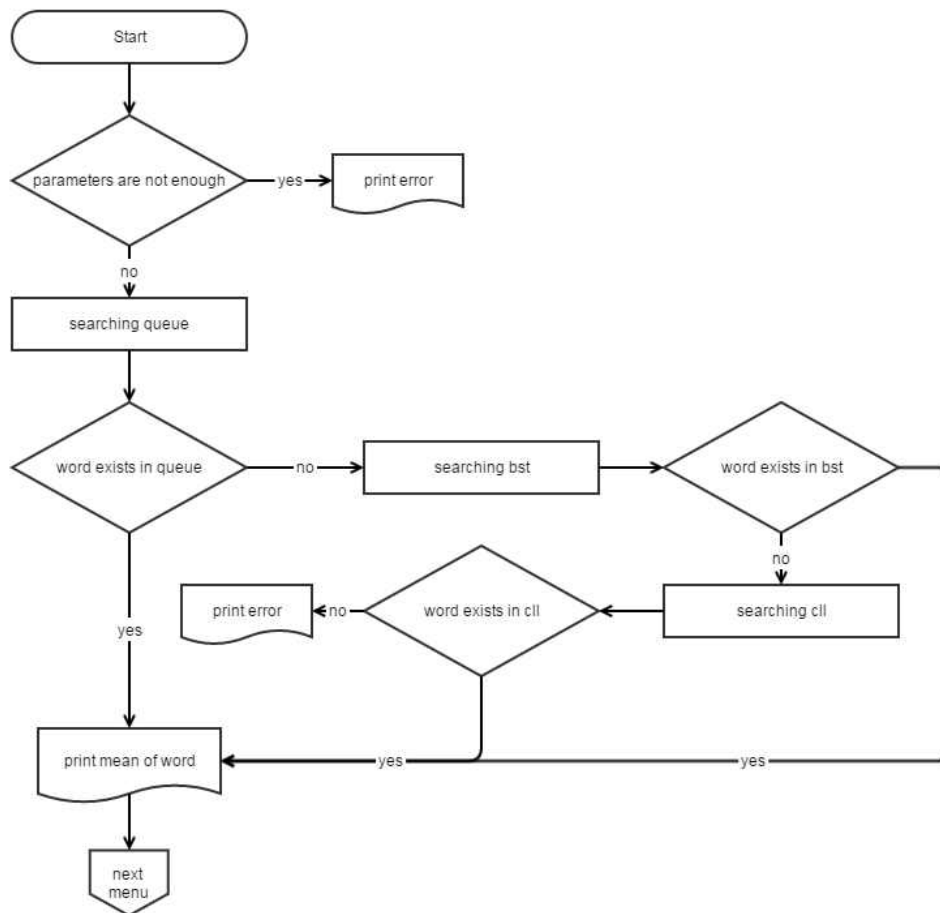 Start
parameters are not enough
yes
print error
no
searching queue
word exists in queue
no
searching bst
word exists in bst
no
print error
no
word exists in cll
searching cll
yes
print mean of word
yes
yes
next
menu